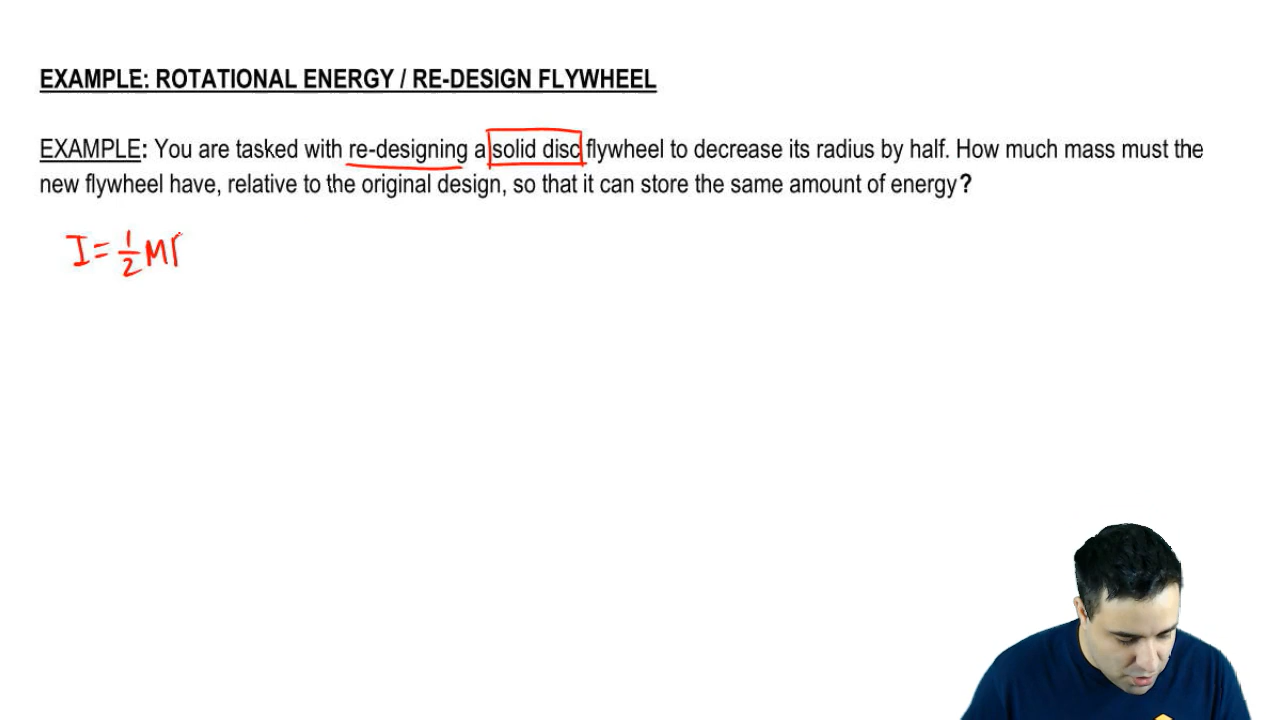 EXAMPLE: ROTATIONAL ENERGY / RE-DESIGN FLYWHEEL
EXAMPLE: You are tasked with re-designing a solid disc flywheel to decrease its radius by half. How much mass must the
new flywheel have, relative to the original design, so that it can store the same amount of energy?
I = 1/2 Mr